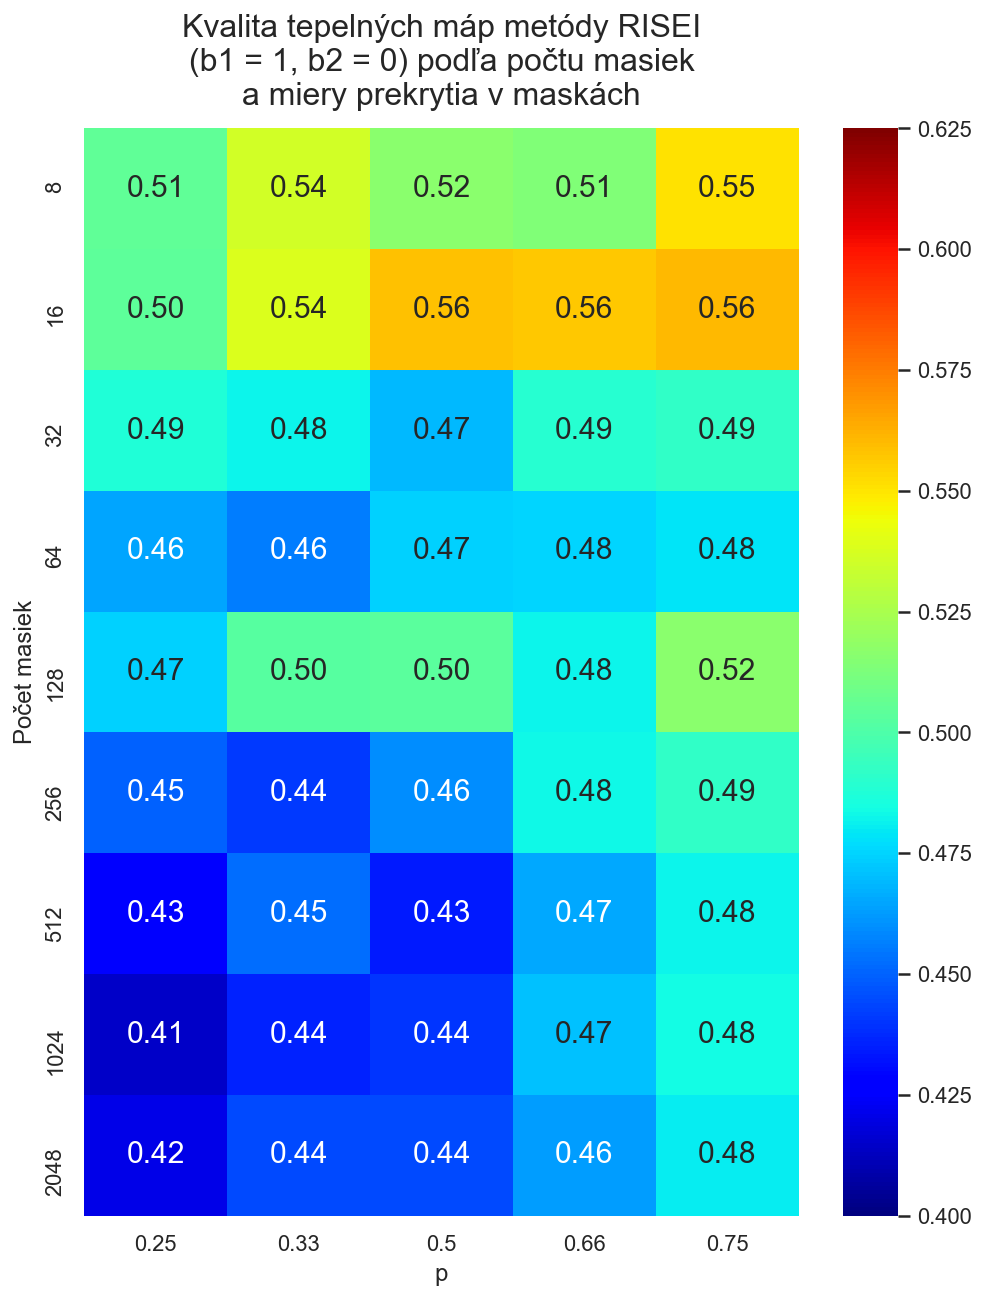 Kvalita tepelných máp metódy RISEI
(b1 = 1, b2 = 0) podľa počtu masiek
a miery prekrytia v maskách
Počet masiek
8 0.51 0.54 0.52 0.51 0.55
16 0.50 0.54 0.56 0.56 0.56
32 0.49 0.48 0.47 0.49 0.49
64 0.46 0.46 0.47 0.48 0.48
128 0.47 0.50 0.50 0.48 0.52
256 0.45 0.44 0.46 0.48 0.49
512 0.43 0.45 0.43 0.47 0.48
1024 0.41 0.44 0.44 0.47 0.48
2048 0.42 0.44 0.44 0.46 0.48
0.25 0.33 0.5 0.66 0.75
p
0.625
0.600
0.575
0.550
0.525
0.500
0.475
0.450
0.425
0.400